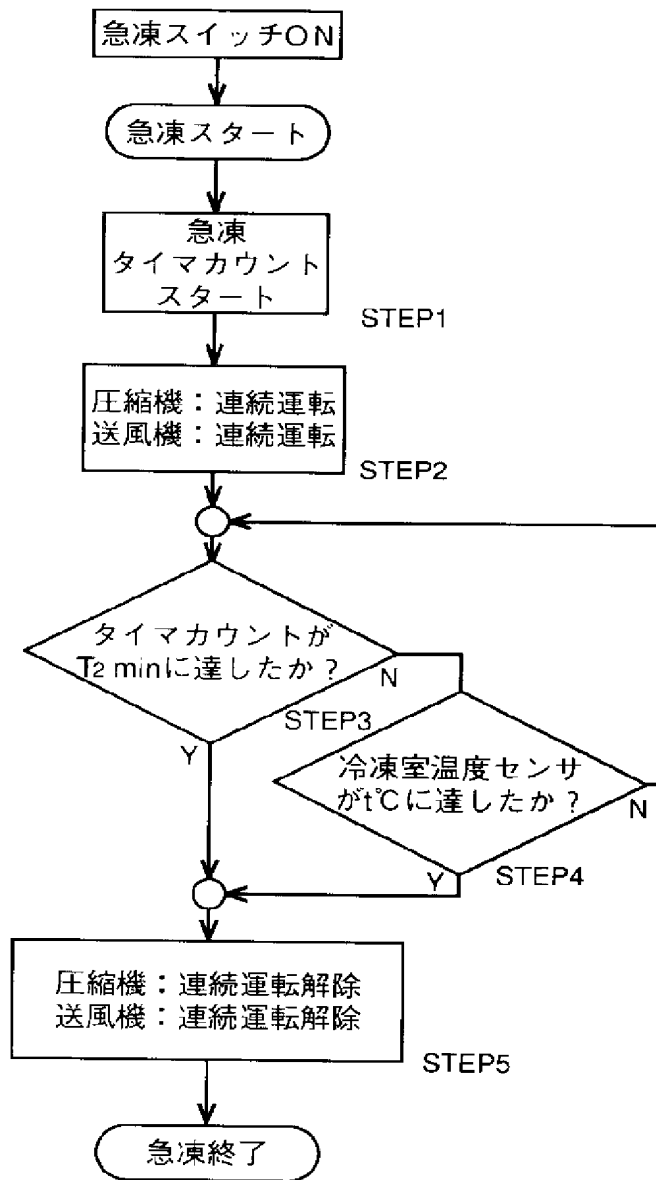 急凍スイッチON
急凍スタート
急凍
タイマカウント
スタート
STEP1
圧縮機：連続運転
送風機：連続運転
STEP2
タイマカウントが
T2 minに達したか？
N
STEP3
Y
冷凍室温度センサ
がt℃に達したか？
N
Y
STEP4
圧縮機：連続運転解除
送風機：連続運転解除
STEP5
急凍終了